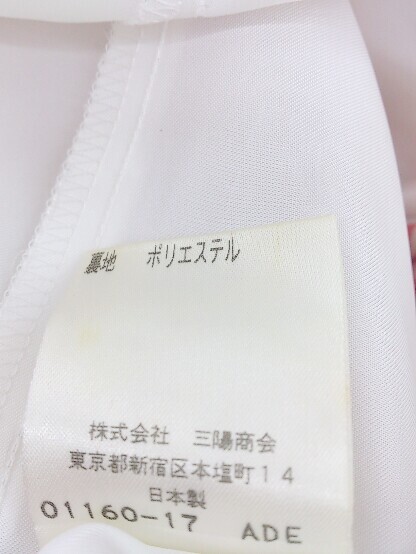 裏地 ポリエステル
株式会社 三陽商会
東京都新宿区本塩町14
日本製
01160-17 ADE